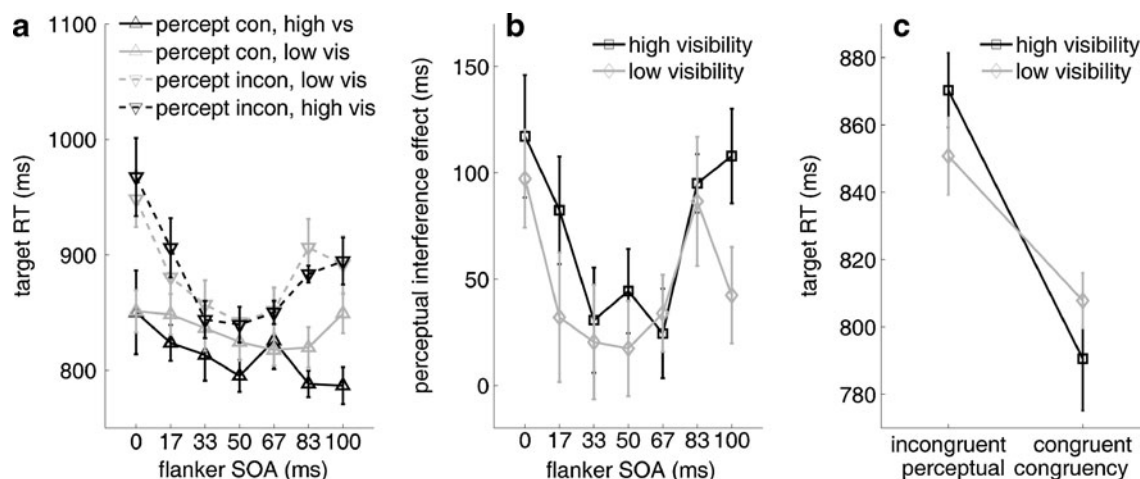 a
percept con, high vs
percept con, low vis
percept incon, low vis
percept incon, high vis
1100
1000
900
800
target RT (ms)
0 17 33 50 67 83 100
flanker SOA (ms)
b
high visibility
low visibility
150
100
50
0
perceptual interference effect (ms)
0 17 33 50 67 83 100
flanker SOA (ms)
c
high visibility
low visibility
880
860
840
820
800
780
target RT (ms)
incongruent congruent
perceptual congruency